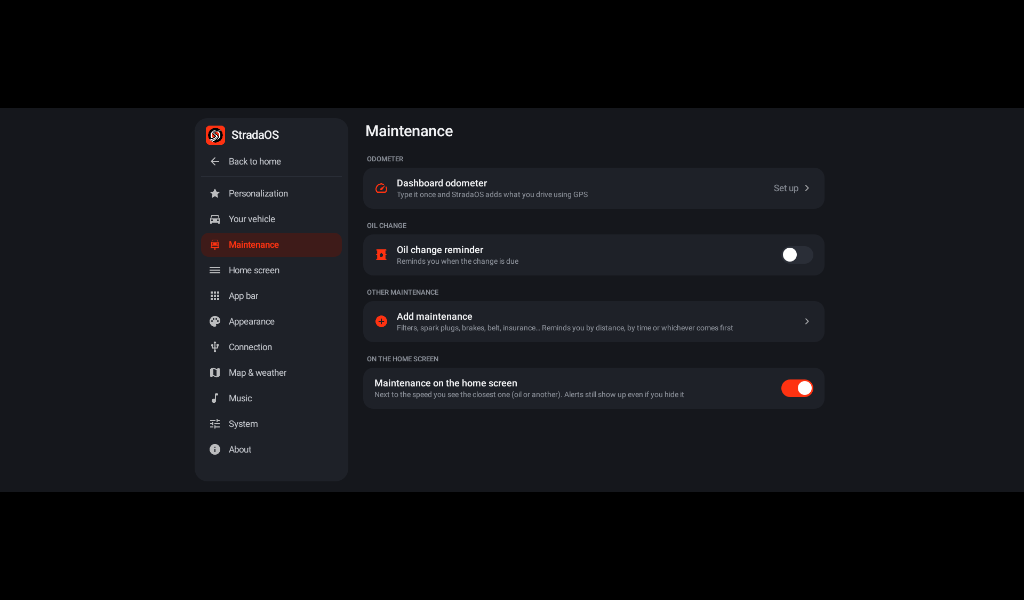 StradaOS
Back to home
Personalization
Your vehicle
Maintenance
Home screen
App bar
Appearance
Connection
Map & weather
Music
System
About
Maintenance
ODOMETER
Dashboard odometer
Type it once and StradaOS adds what you drive using GPS
Set up
OIL CHANGE
Oil change reminder
Reminds you when the change is due
OTHER MAINTENANCE
Add maintenance
Filters, spark plugs, brakes, belt, insurance... Reminds you by distance, by time or whichever comes first
ON THE HOME SCREEN
Maintenance on the home screen
Next to the speed you see the closest one (oil or another). Alerts still show up even if you hide it